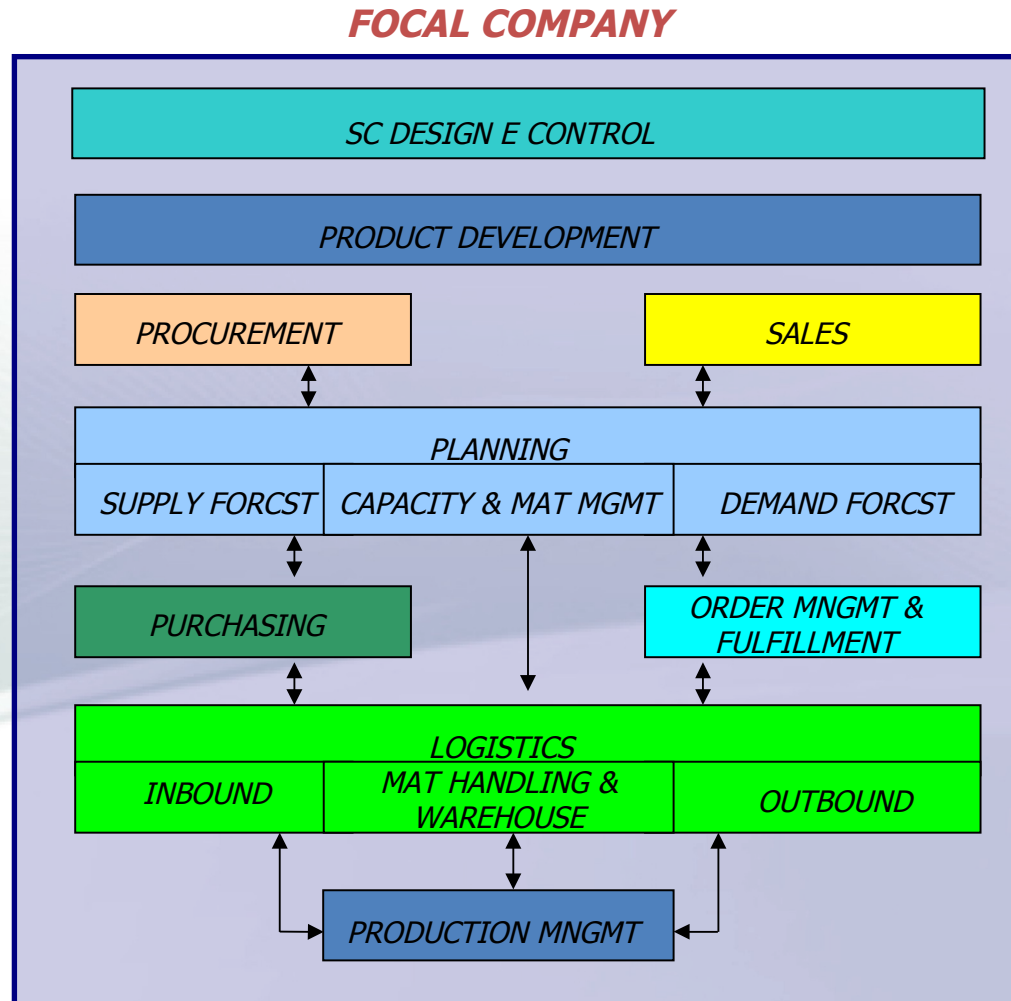 FOCAL COMPANY
SC DESIGN E CONTROL
PRODUCT DEVELOPMENT
PROCUREMENT
SALES
PLANNING
SUPPLY FORCST
CAPACITY & MAT MGMT
DEMAND FORCST
PURCHASING
ORDER MNGMT &
FULFILLMENT
LOGISTICS
INBOUND
MAT HANDLING &
WAREHOUSE
OUTBOUND
PRODUCTION MNGMT